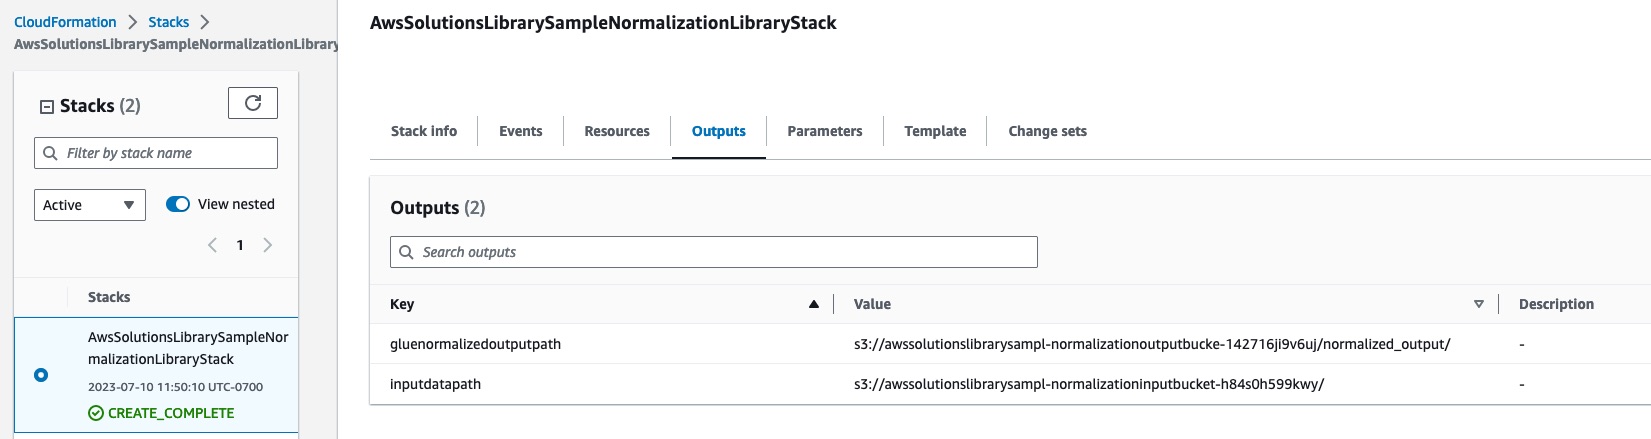 CloudFormation > Stacks >
AwsSolutionsLibrarySampleNormalizationLibrary
Stacks (2)
Filter by stack name
Active
View nested
1
Stacks
AwsSolutionsLibrarySampleNor
malizationLibraryStack
2023-07-10 11:50:10 UTC-0700
CREATE_COMPLETE
AwsSolutionsLibrarySampleNormalizationLibraryStack
Stack info Events Resources Outputs Parameters Template Change sets
Outputs (2)
Search outputs
Key Value Description
gluenormalizedoutputpath s3://awssolutionslibrarysampl-normalizationoutputbucke-142716ji9v6uj/normalized_output/ -
inputdatapath s3://awssolutionslibrarysampl-normalizationinputbucket-h84s0h599kwy/ -